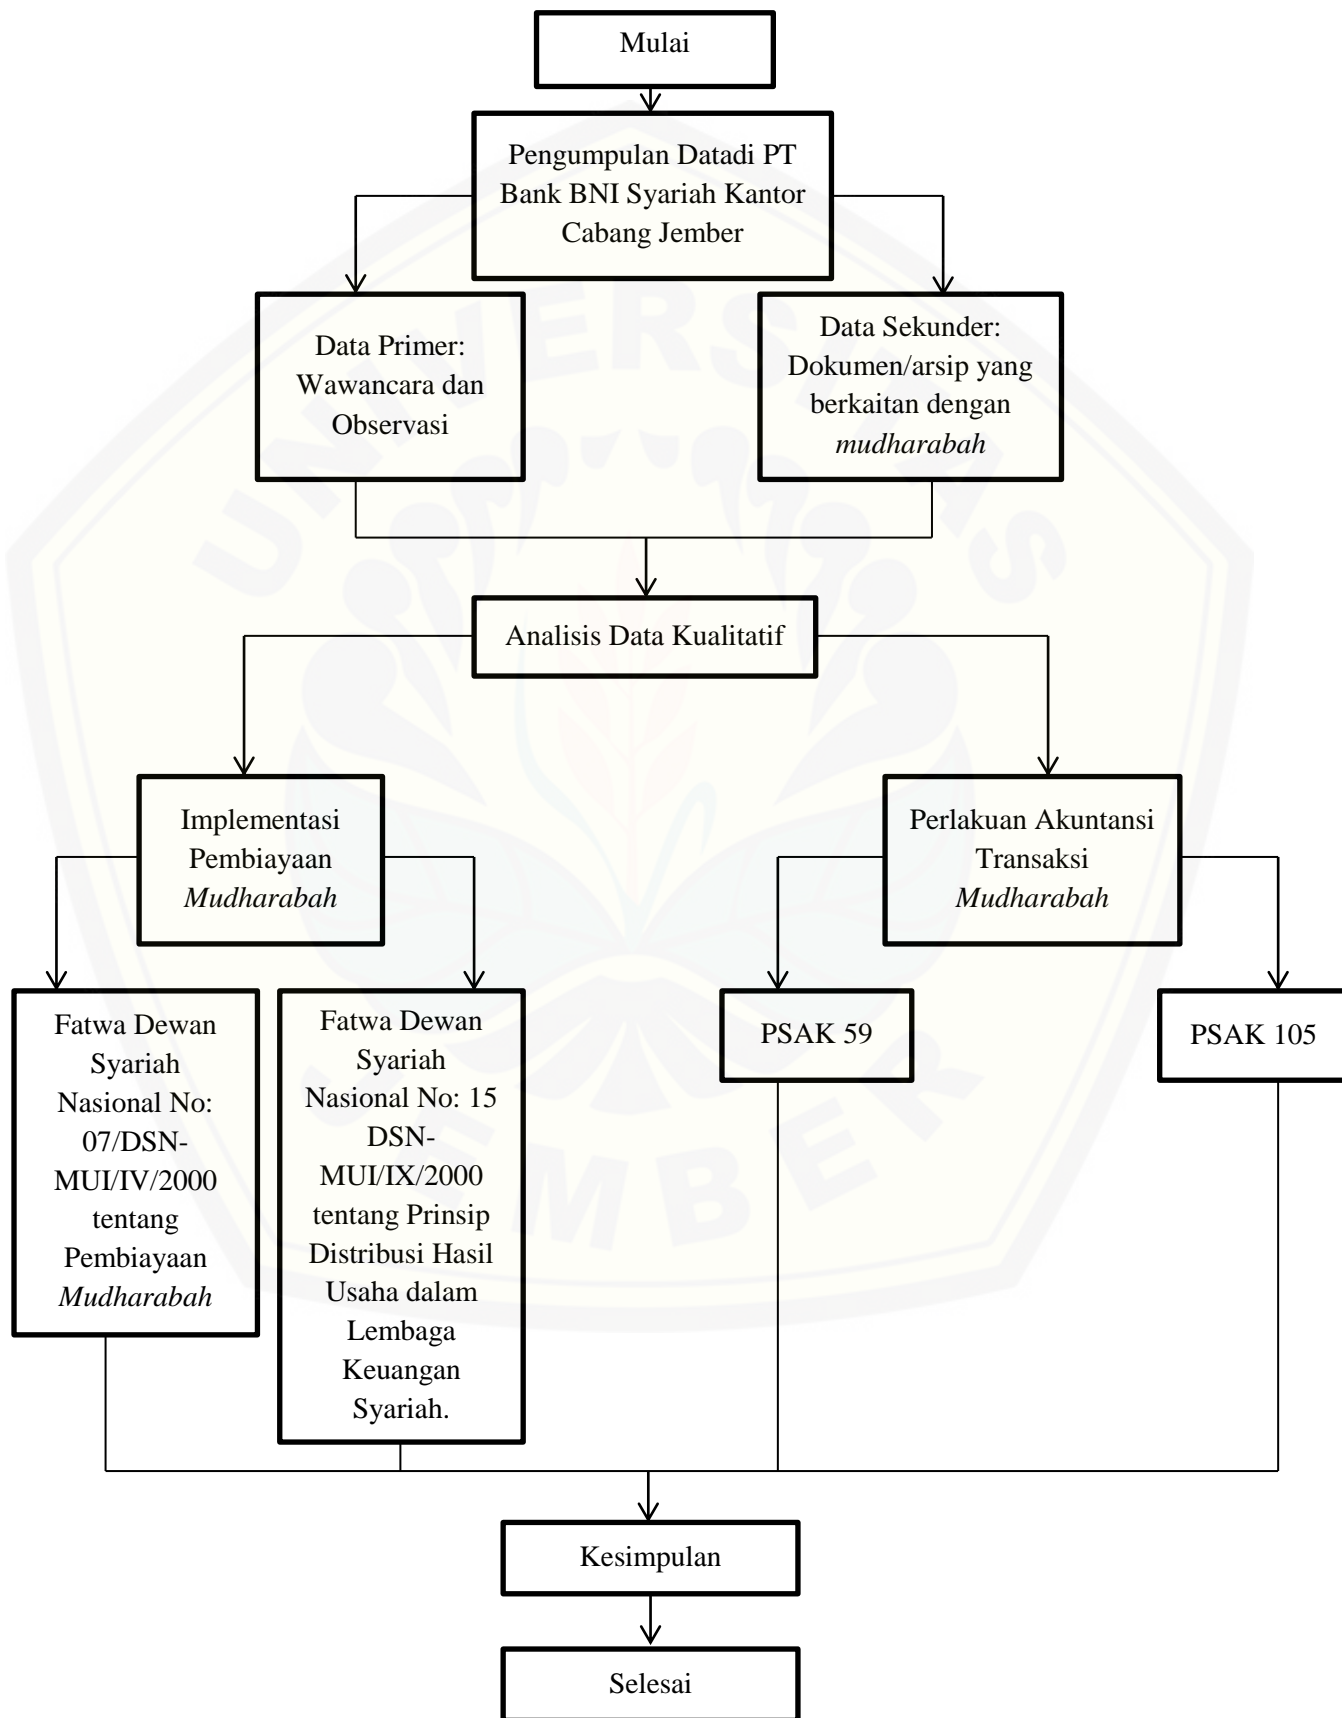 Mulai
Pengumpulan Datadi PT
Bank BNI Syariah Kantor
Cabang Jember
Data Primer:
Wawancara dan
Observasi
Data Sekunder:
Dokumen/arsip yang
berkaitan dengan
mudharabah
Analisis Data Kualitatif
Implementasi
Pembiayaan
Mudharabah
Perlakuan Akuntansi
Transaksi
Mudharabah
Fatwa Dewan
Syariah
Nasional No:
07/DSN-
MUI/IV/2000
tentang
Pembiayaan
Mudharabah
Fatwa Dewan
Syariah
Nasional No: 15
DSN-
MUI/IX/2000
tentang Prinsip
Distribusi Hasil
Usaha dalam
Lembaga
Keuangan
Syariah.
PSAK 59
PSAK 105
Kesimpulan
Selesai
UNIVERSITAS
JEMBER